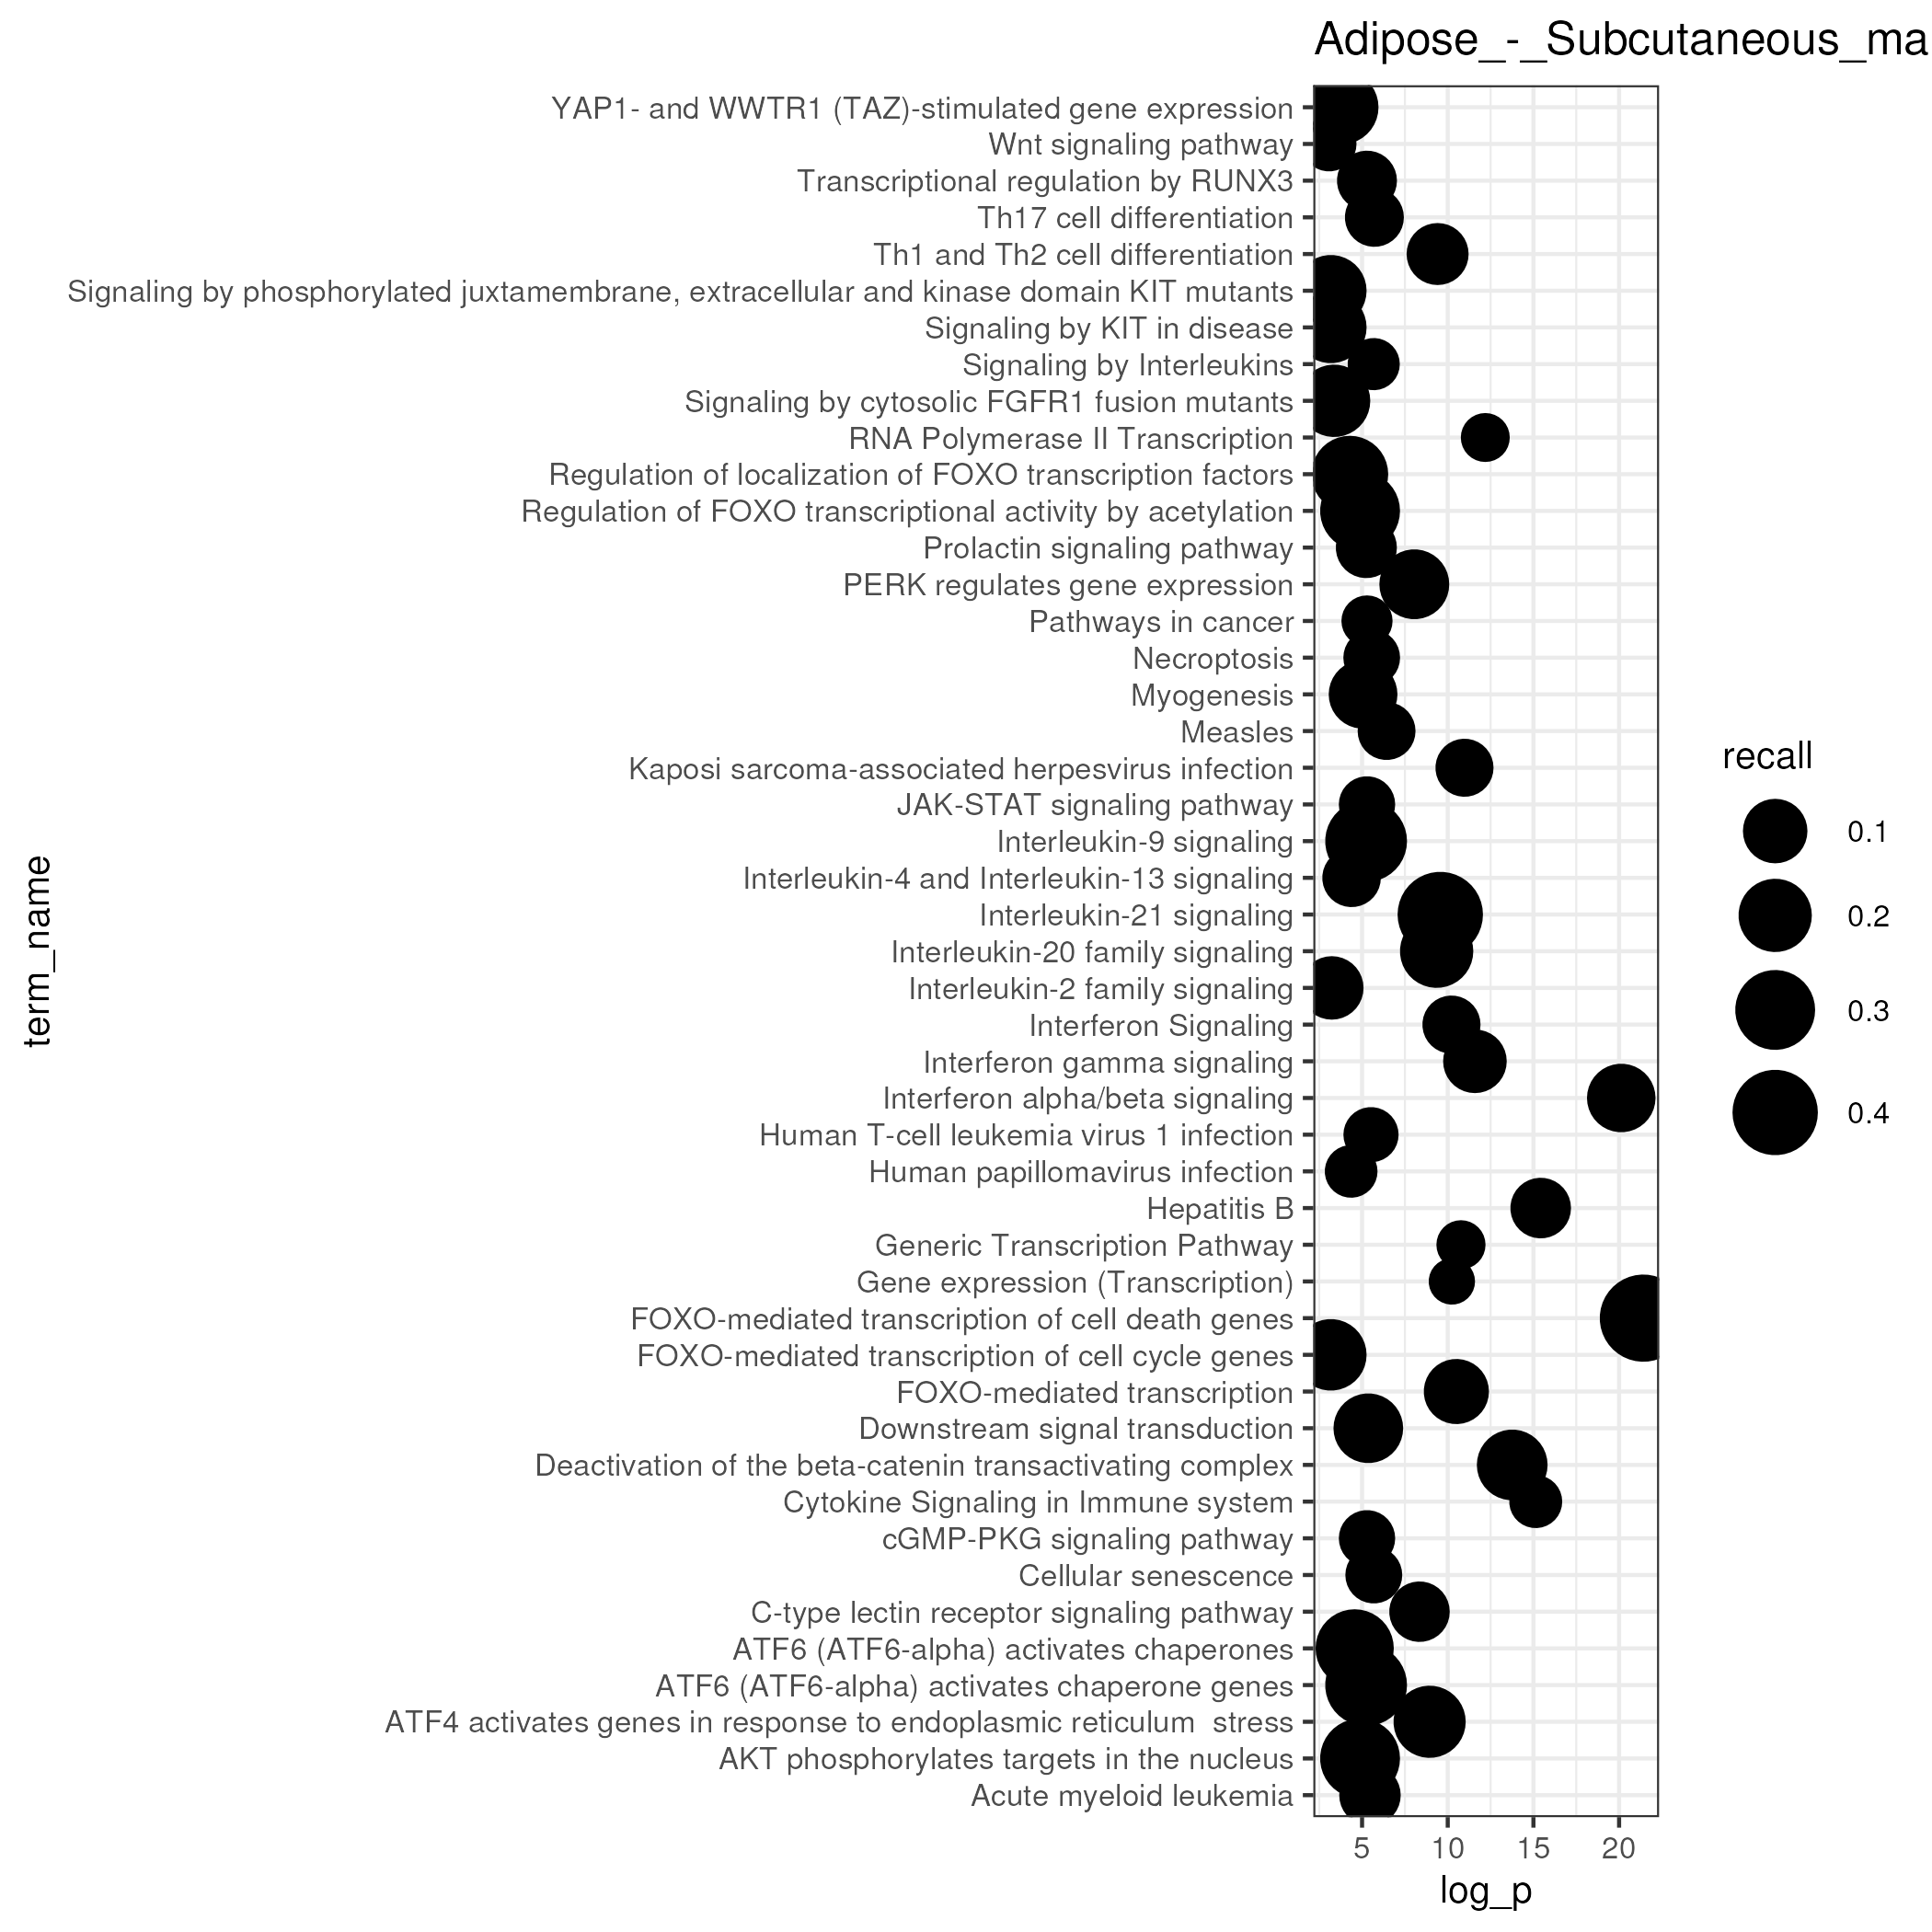 Adipose_-_Subcutaneous_ma
YAP1- and WWTR1 (TAZ)-stimulated gene expression
Wnt signaling pathway
Transcriptional regulation by RUNX3
Th17 cell differentiation
Th1 and Th2 cell differentiation
Signaling by phosphorylated juxtamembrane, extracellular and kinase domain KIT mutants
Signaling by KIT in disease
Signaling by Interleukins
Signaling by cytosolic FGFR1 fusion mutants
RNA Polymerase II Transcription
Regulation of localization of FOXO transcription factors
Regulation of FOXO transcriptional activity by acetylation
Prolactin signaling pathway
PERK regulates gene expression
Pathways in cancer
Necroptosis
Myogenesis
Measles
Kaposi sarcoma-associated herpesvirus infection
JAK-STAT signaling pathway
Interleukin-9 signaling
Interleukin-4 and Interleukin-13 signaling
Interleukin-21 signaling
Interleukin-20 family signaling
Interleukin-2 family signaling
Interferon Signaling
Interferon gamma signaling
Interferon alpha/beta signaling
Human T-cell leukemia virus 1 infection
Human papillomavirus infection
Hepatitis B
Generic Transcription Pathway
Gene expression (Transcription)
FOXO-mediated transcription of cell death genes
FOXO-mediated transcription of cell cycle genes
FOXO-mediated transcription
Downstream signal transduction
Deactivation of the beta-catenin transactivating complex
Cytokine Signaling in Immune system
cGMP-PKG signaling pathway
Cellular senescence
C-type lectin receptor signaling pathway
ATF6 (ATF6-alpha) activates chaperones
ATF6 (ATF6-alpha) activates chaperone genes
ATF4 activates genes in response to endoplasmic reticulum  stress
AKT phosphorylates targets in the nucleus
Acute myeloid leukemia
term_name
5 10 15 20
log_p
recall
0.1
0.2
0.3
0.4